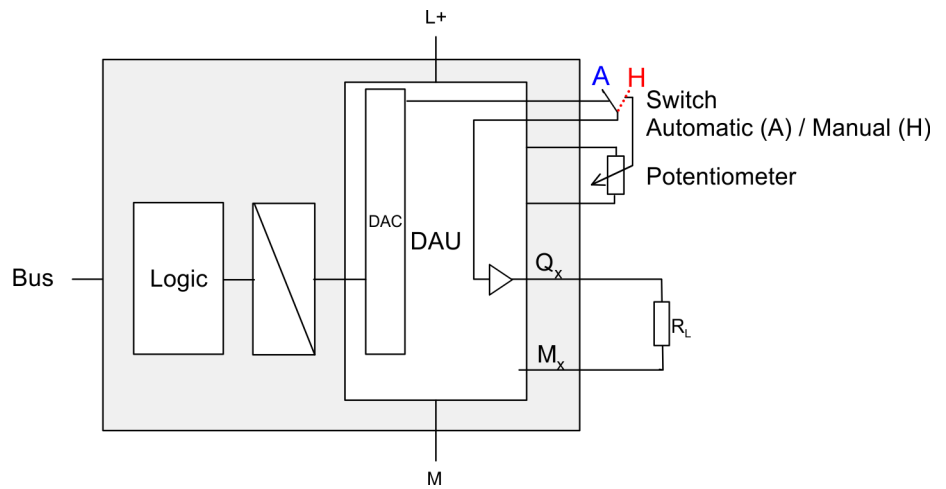 L+
A H
Switch
Automatic (A) / Manual (H)
Potentiometer
DAC
DAU
Bus
Logic
Qx
RL
Mx
M